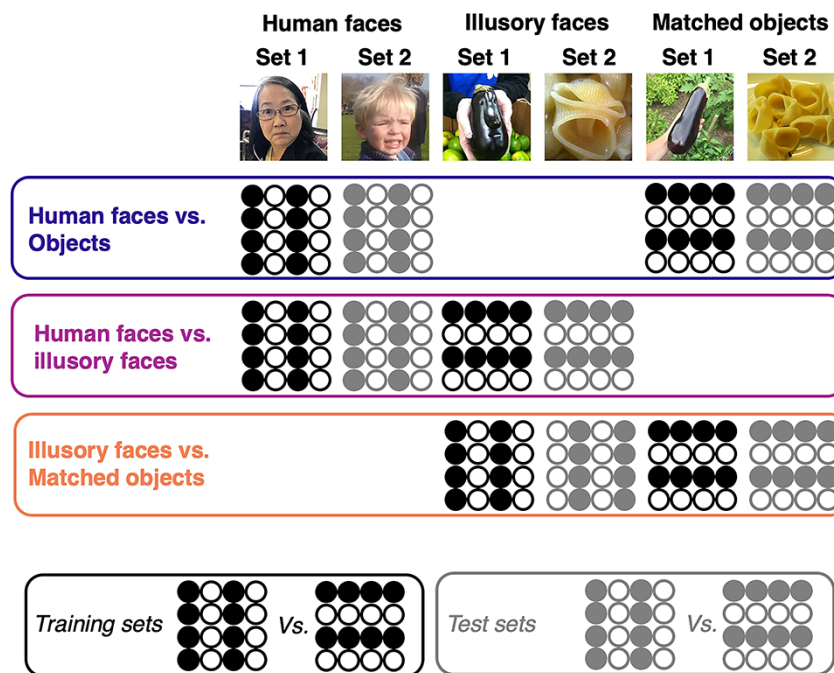 Human faces
Illusory faces
Matched objects
Set 1
Set 2
Set 1
Set 2
Set 1
Set 2
Human faces vs.
Objects
Human faces vs.
illusory faces
Illusory faces vs.
Matched objects
Training sets
Vs.
Test sets
Vs.